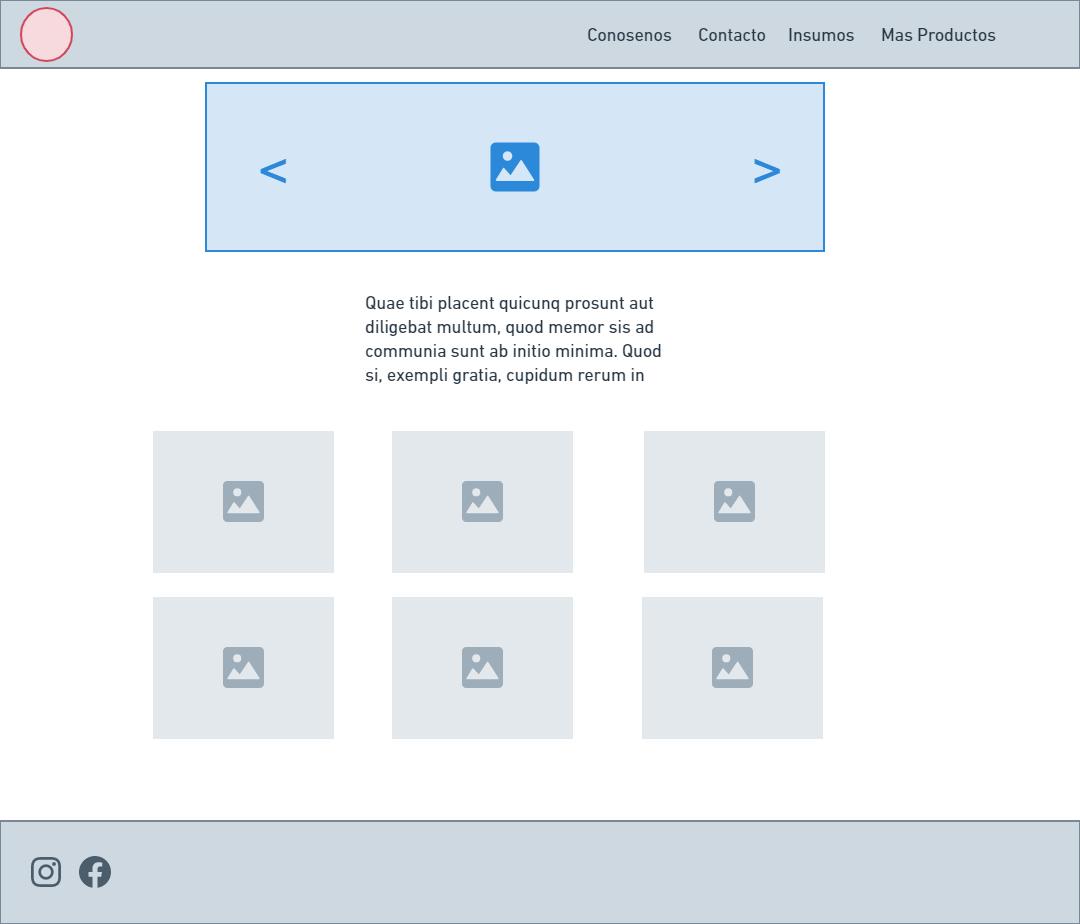 Conosenos Contacto Insumos Mas Productos
< >
Quae tibi placent quicunq prosunt aut
diligebat multum, quod memor sis ad
communia sunt ab initio minima. Quod
si, exempli gratia, cupidum rerum in